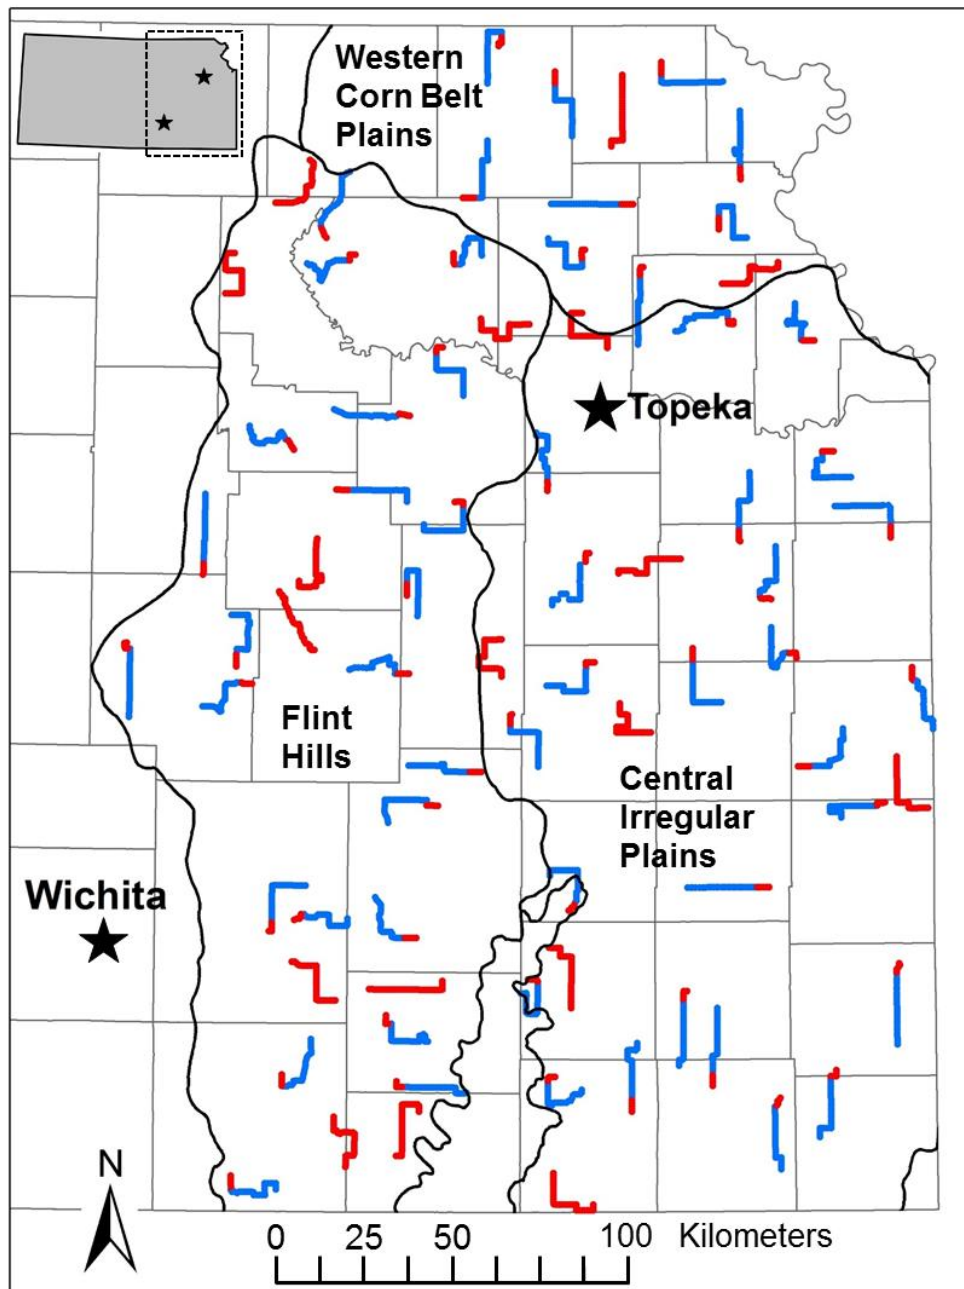 Western
Corn Belt
Plains
Topeka
Flint
Hills
Central
Irregular
Plains
Wichita
N
0 25 50 100 Kilometers